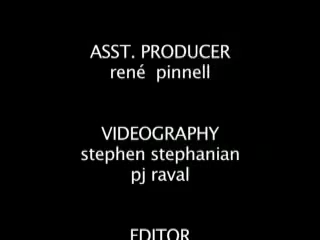 ASST. PRODUCER
rené pinnell
VIDEOGRAPHY
stephen stephanian
pj raval
EDITOR